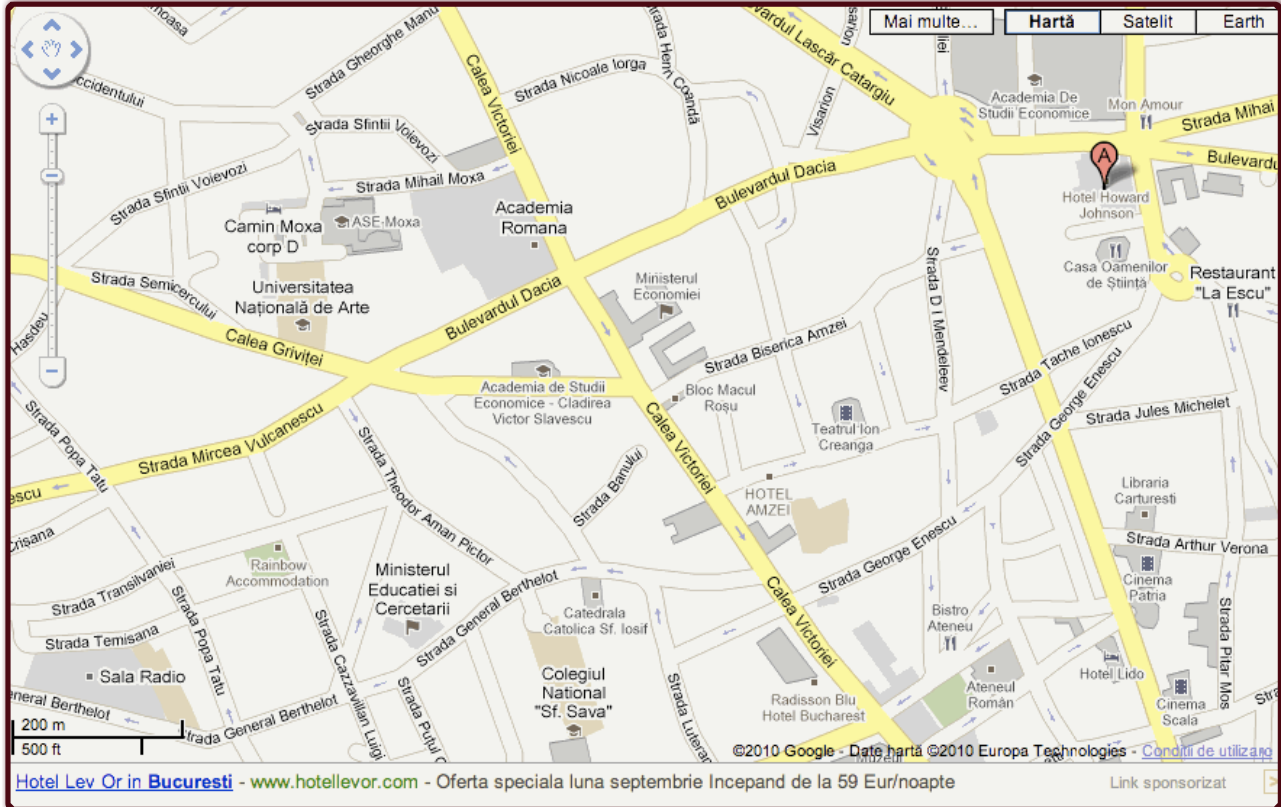 Mai multe...
Hartă
Satelit
Earth
Strada Gheorghe Manu
Calea Victoriei
Strada Nicoale Iorga
Strada Henri Coandă
Visarion
Bulevardul Lascăr Catargiu
Academia De
Studii Economice
Mon Amour
Strada Mihai
Strada Sfintii Voievozi
Strada Sfintii Voievozi
Strada Mihail Moxa
Bulevardul Dacia
A
Hotel Howard
Johnson
Camin Moxa
corp D
ASE-Moxa
Academia
Romana
Casa Oamenilor
de Știință
Restaurant
"La Escu"
Strada Semicercului
Universitatea
Națională de Arte
Ministerul
Economiei
Bulevardul Dacia
Strada D I Mendeleev
Hasdeu
Calea Griviței
Strada Biserica Amzei
Strada Tache Ionescu
Academia de Studii
Economice - Cladirea
Victor Slavescu
Bloc Macul
Roșu
Teatrul Ion
Creanga
Strada George Enescu
Strada Jules Michelet
Strada Popa Tatu
Strada Mircea Vulcanescu
Strada Theodor Aman Pictor
Calea Victoriei
Strada Banului
HOTEL
AMZEI
Libraria
Carturesti
Strada Arthur Verona
Rainbow
Accommodation
Ministerul
Educatiei si
Cercetarii
Strada General Berthelot
Strada George Enescu
Cinema
Patria
Strada Transilvaniei
Strada Temisana
Strada Popa Tatu
Catedrala
Catolica Sf. Iosif
Calea Victoriei
Bistro
Ateneu
Strada Pitar Mos
Sala Radio
Strada Cazzavillan Luigi
Colegiul
National
"Sf. Sava"
Radisson Blu
Hotel Bucharest
Ateneul
Român
Hotel Lido
Cinema
Scala
Strada General Berthelot
200 m
500 ft
©2010 Google - Date hartă ©2010 Europa Technologies - Condiții de utilizare
Hotel Lev Or in Bucuresti - www.hotellevor.com - Oferta speciala luna septembrie Incepand de la 59 Eur/noapte
Link sponsorizat